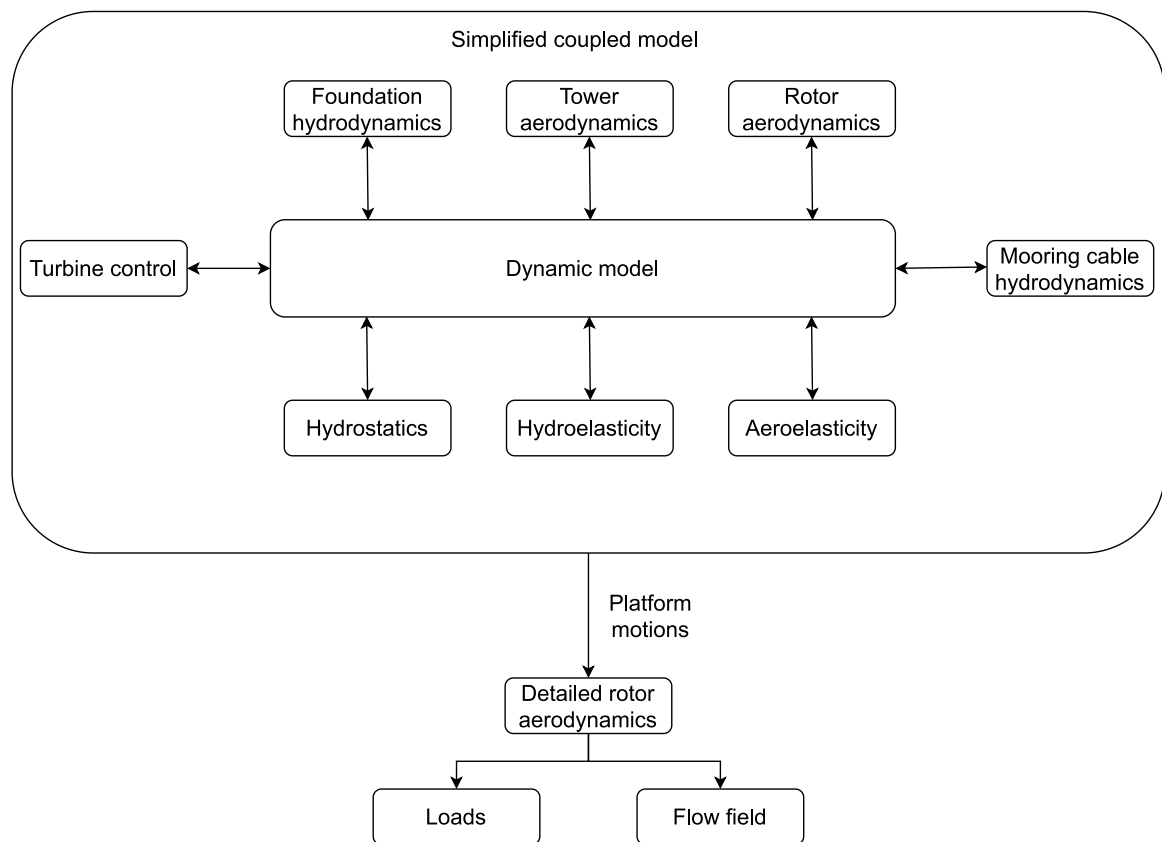 Simplified coupled model
Foundation
hydrodynamics
Tower
aerodynamics
Rotor
aerodynamics
Turbine control
Dynamic model
Mooring cable
hydrodynamics
Hydrostatics
Hydroelasticity
Aeroelasticity
Platform
motions
Detailed rotor
aerodynamics
Loads
Flow field